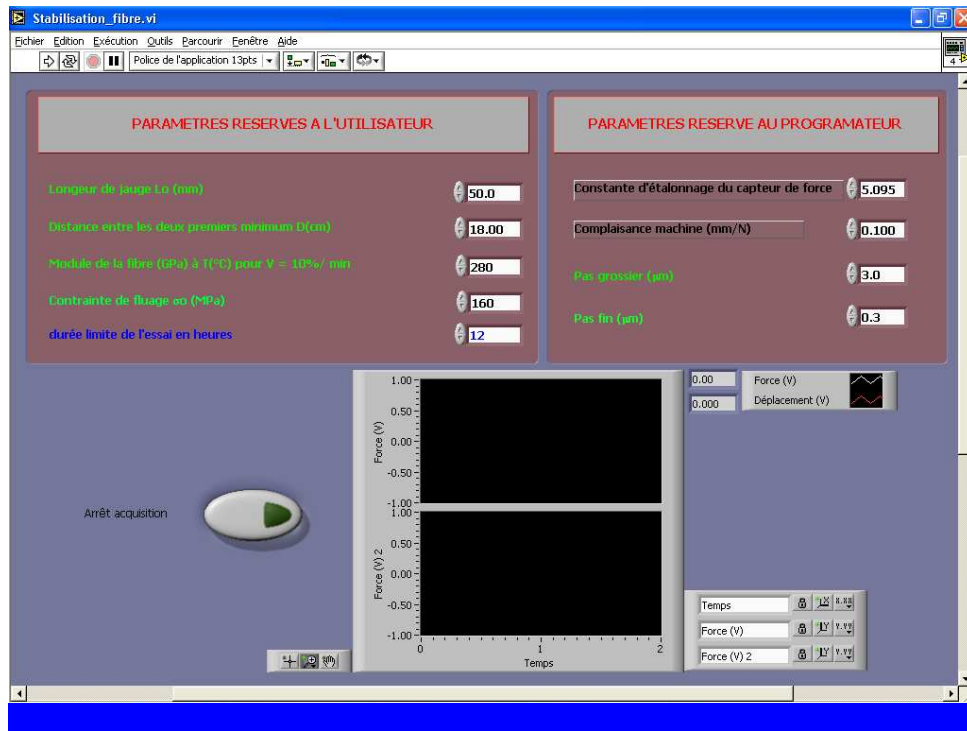 Stabilisation_fibre.vi
Fichier Edition Exécution Outils Parcourir Fenêtre Aide
Police de l'application 13pts
4
PARAMETRES RESERVES A L'UTILISATEUR
Longeur de jauge Lo (mm) 50.0
Distance entre les deux premiers minimum D(cm) 18.00
Module de la fibre (GPa) à T(°C) pour V = 10%/ min 280
Contrainte de fluage σo (MPa) 160
durée limite de l'essai en heures 12
PARAMETRES RESERVE AU PROGRAMATEUR
Constante d'étalonnage du capteur de force 5.095
Complaisance machine (mm/N) 0.100
Pas grossier (µm) 3.0
Pas fin (µm) 0.3
Arrêt acquisition
1.00
0.50
0.00
-0.50
-1.00
Force (V)
1.00
0.50
0.00
-0.50
-1.00
Force (V) 2
0 1 2
Temps
0.00 Force (V)
0.000 Déplacement (V)
Temps X X.XX
Force (V) Y Y.YY
Force (V) 2 Y Y.YY